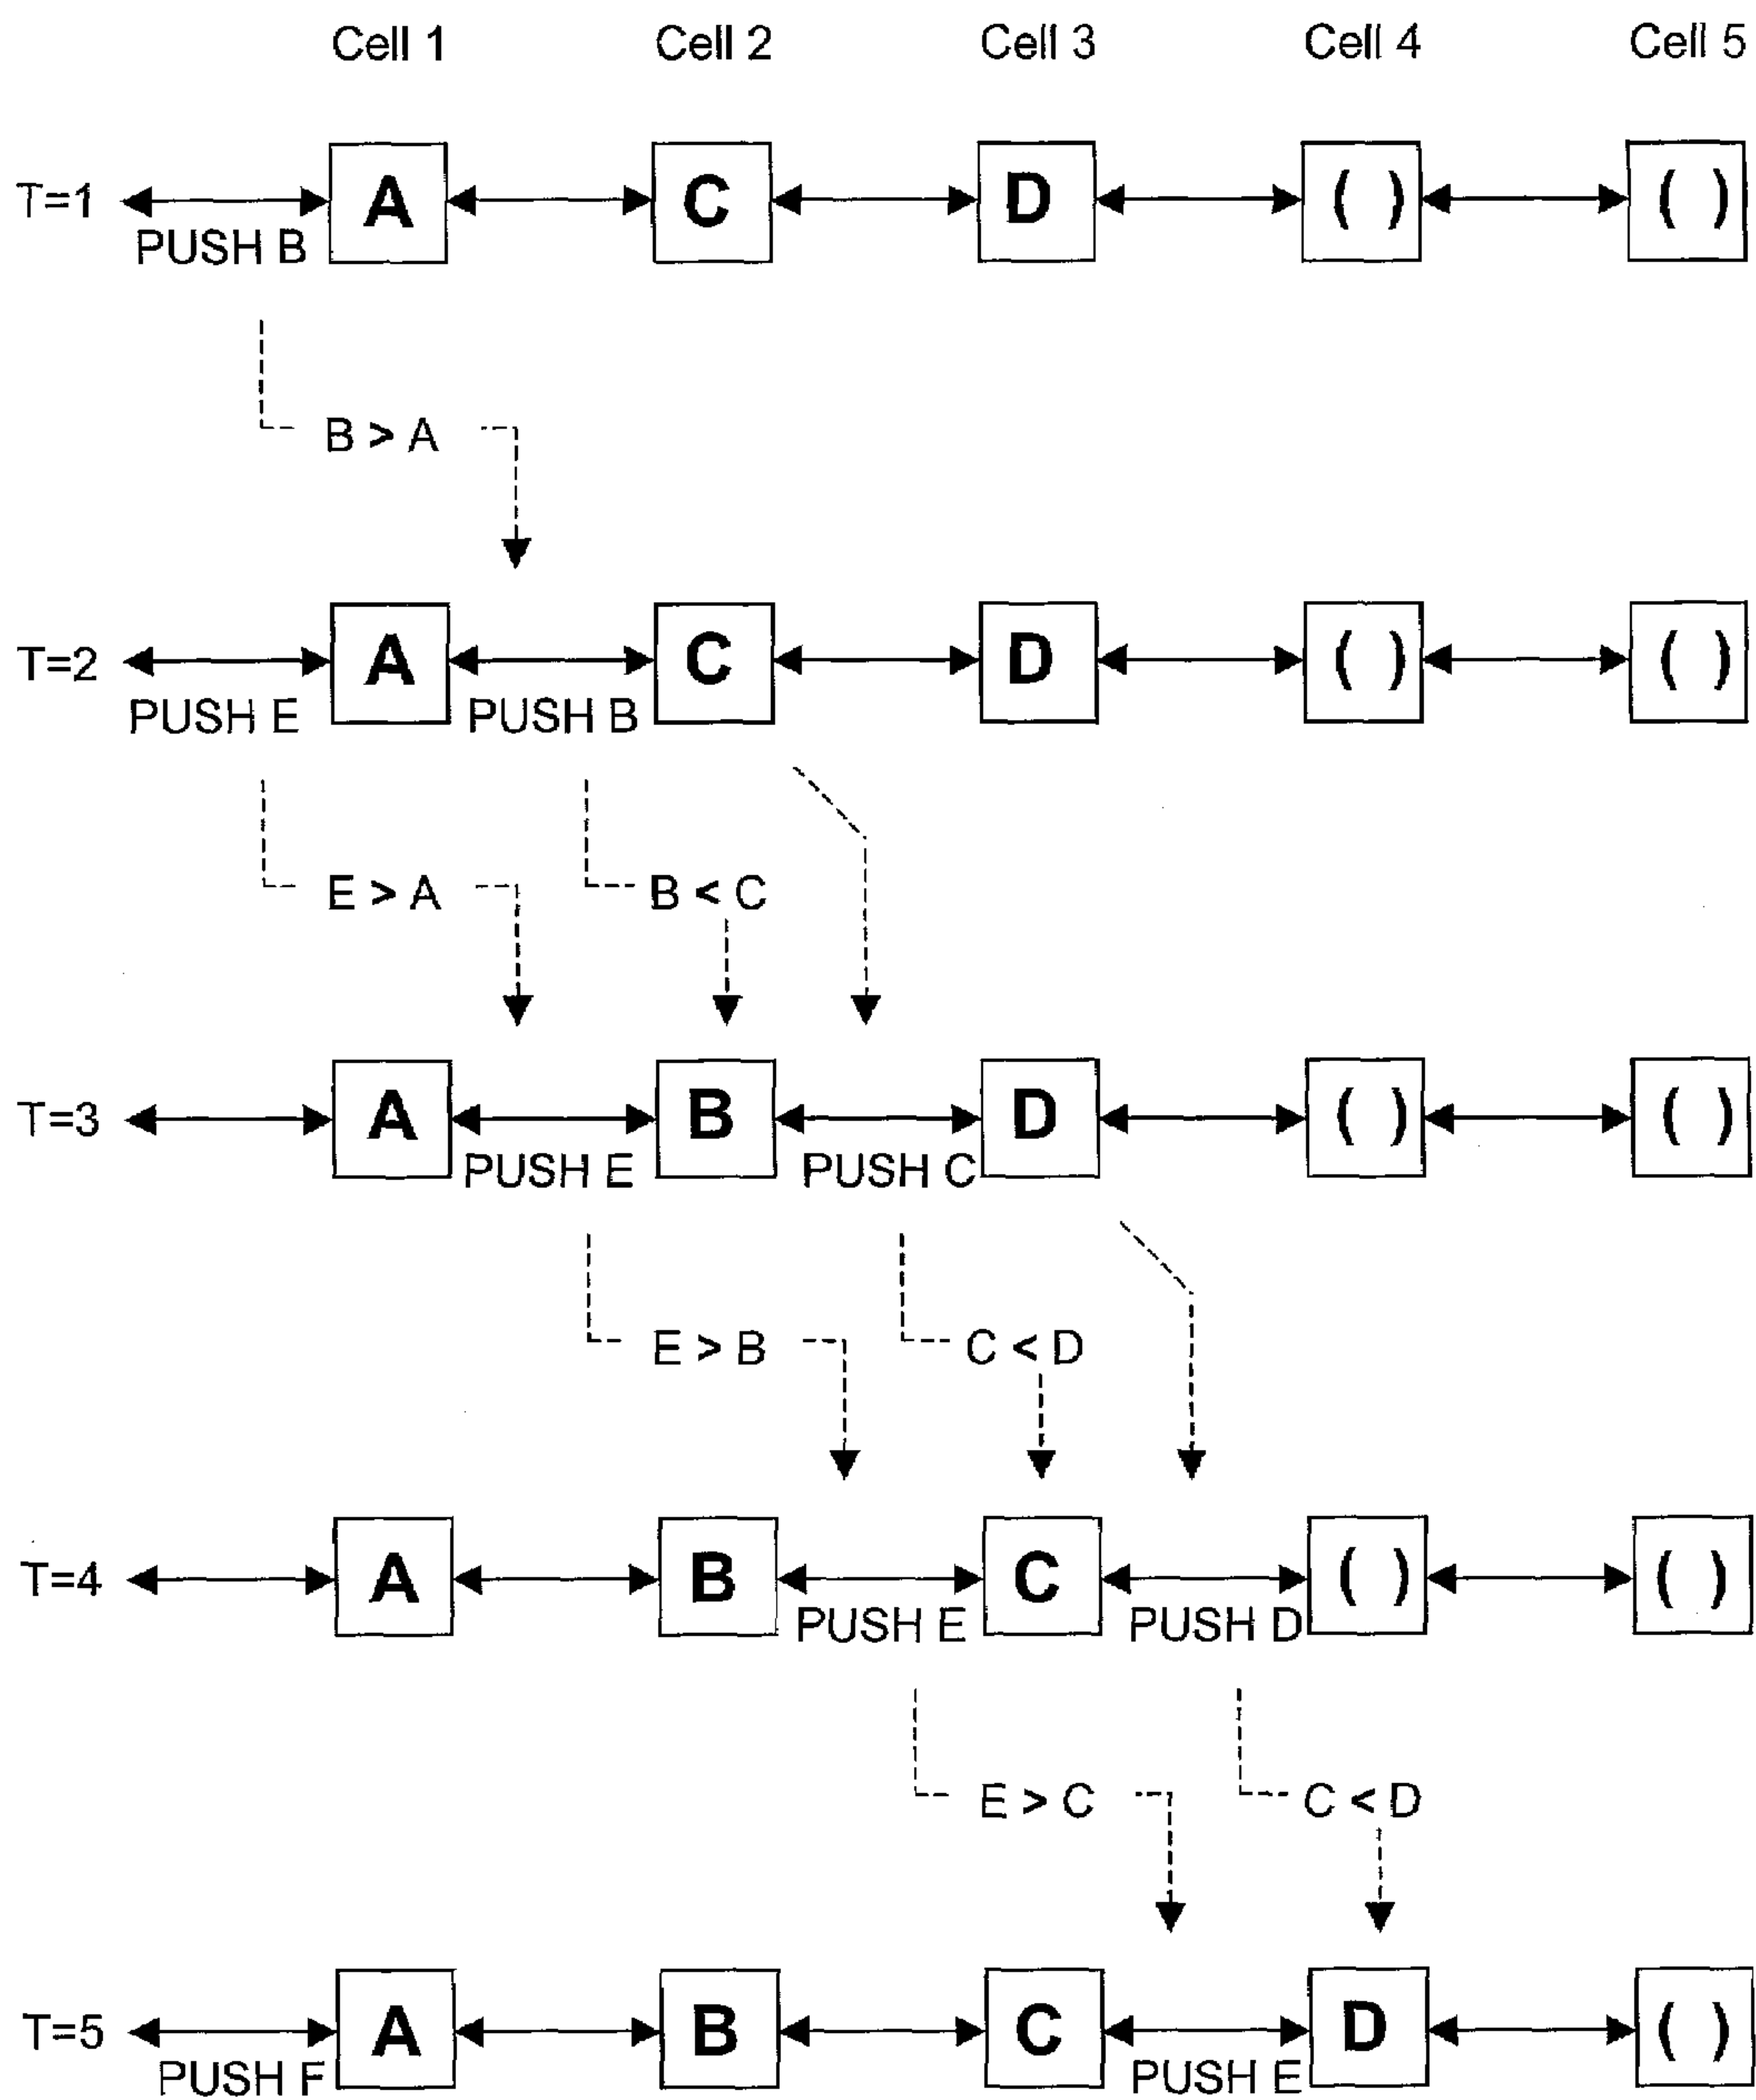 Cell 1 Cell 2 Cell 3 Cell 4 Cell 5
T=1 A C D ( ) ( )
PUSH B
B > A
T=2 A C D ( ) ( )
PUSH E PUSH B
E > A B < C
T=3 A B D ( ) ( )
PUSH E PUSH C
E > B C < D
T=4 A B C ( ) ( )
PUSH E PUSH D
E > C C < D
T=5 A B C D ( )
PUSH F PUSH E